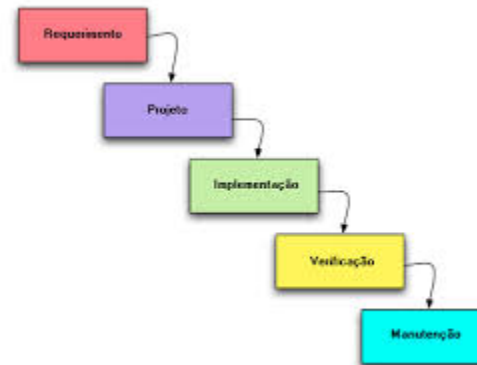 Requerimento
Projeto
Implementação
Verificação
Manutenção